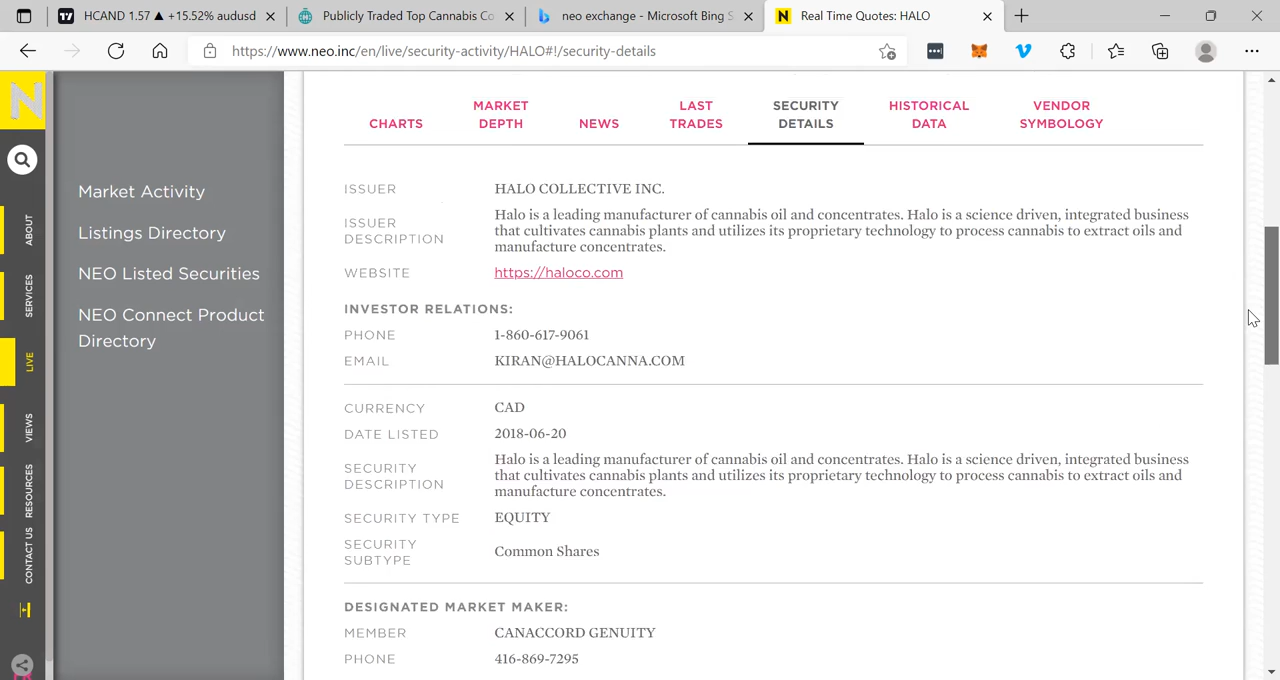 HCAND 1.57 ▲ +15.52% audusd
Publicly Traded Top Cannabis Co
neo exchange - Microsoft Bing S
Real Time Quotes: HALO
https://www.neo.inc/en/live/security-activity/HALO#!/security-details
N
ABOUT
SERVICES
LIVE
VIEWS
RESOURCES
CONTACT US
Market Activity
Listings Directory
NEO Listed Securities
NEO Connect Product
Directory
CHARTS
MARKET
DEPTH
NEWS
LAST
TRADES
SECURITY
DETAILS
HISTORICAL
DATA
VENDOR
SYMBOLOGY
ISSUER HALO COLLECTIVE INC.
ISSUER
DESCRIPTION
Halo is a leading manufacturer of cannabis oil and concentrates. Halo is a science driven, integrated business
that cultivates cannabis plants and utilizes its proprietary technology to process cannabis to extract oils and
manufacture concentrates.
WEBSITE https://haloco.com
INVESTOR RELATIONS:
PHONE 1-860-617-9061
EMAIL KIRAN@HALOCANNA.COM
CURRENCY CAD
DATE LISTED 2018-06-20
SECURITY
DESCRIPTION
Halo is a leading manufacturer of cannabis oil and concentrates. Halo is a science driven, integrated business
that cultivates cannabis plants and utilizes its proprietary technology to process cannabis to extract oils and
manufacture concentrates.
SECURITY TYPE EQUITY
SECURITY
SUBTYPE
Common Shares
DESIGNATED MARKET MAKER:
MEMBER CANACCORD GENUITY
PHONE 416-869-7295